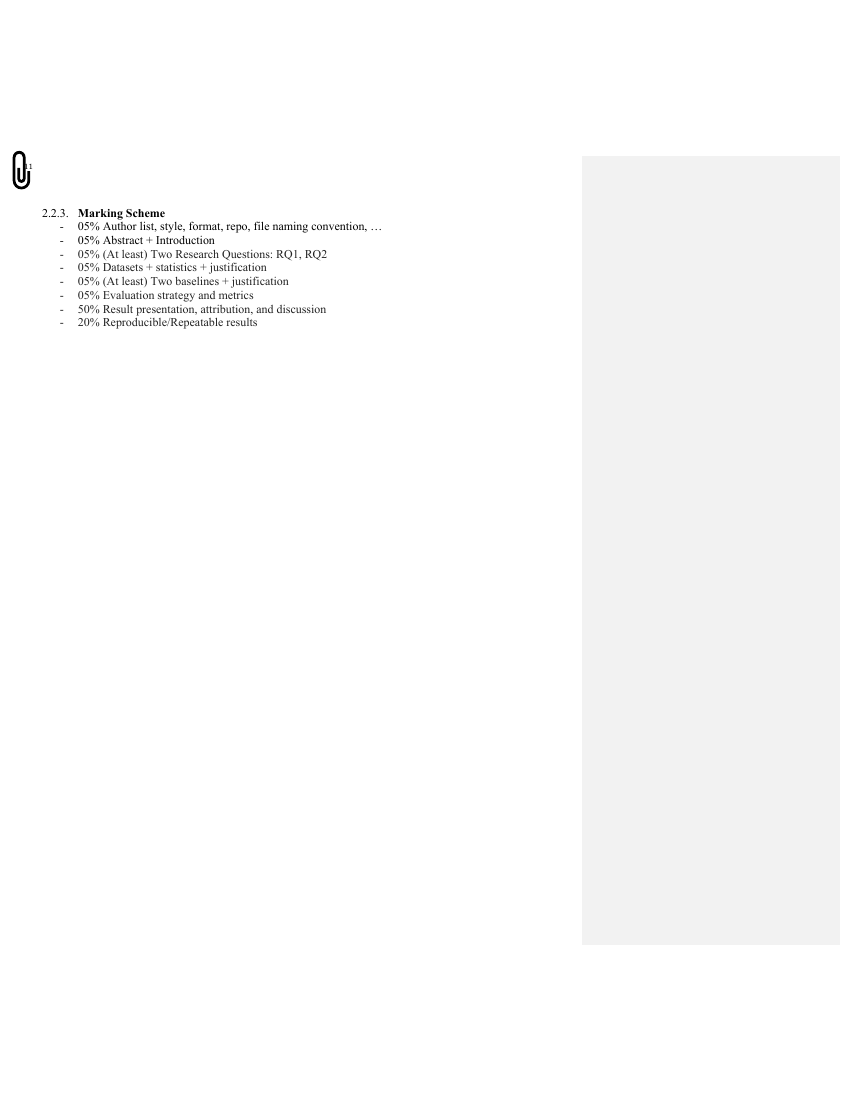 11
2.2.3. Marking Scheme
- 05% Author list, style, format, repo, file naming convention, …
- 05% Abstract + Introduction
- 05% (At least) Two Research Questions: RQ1, RQ2
- 05% Datasets + statistics + justification
- 05% (At least) Two baselines + justification
- 05% Evaluation strategy and metrics
- 50% Result presentation, attribution, and discussion
- 20% Reproducible/Repeatable results